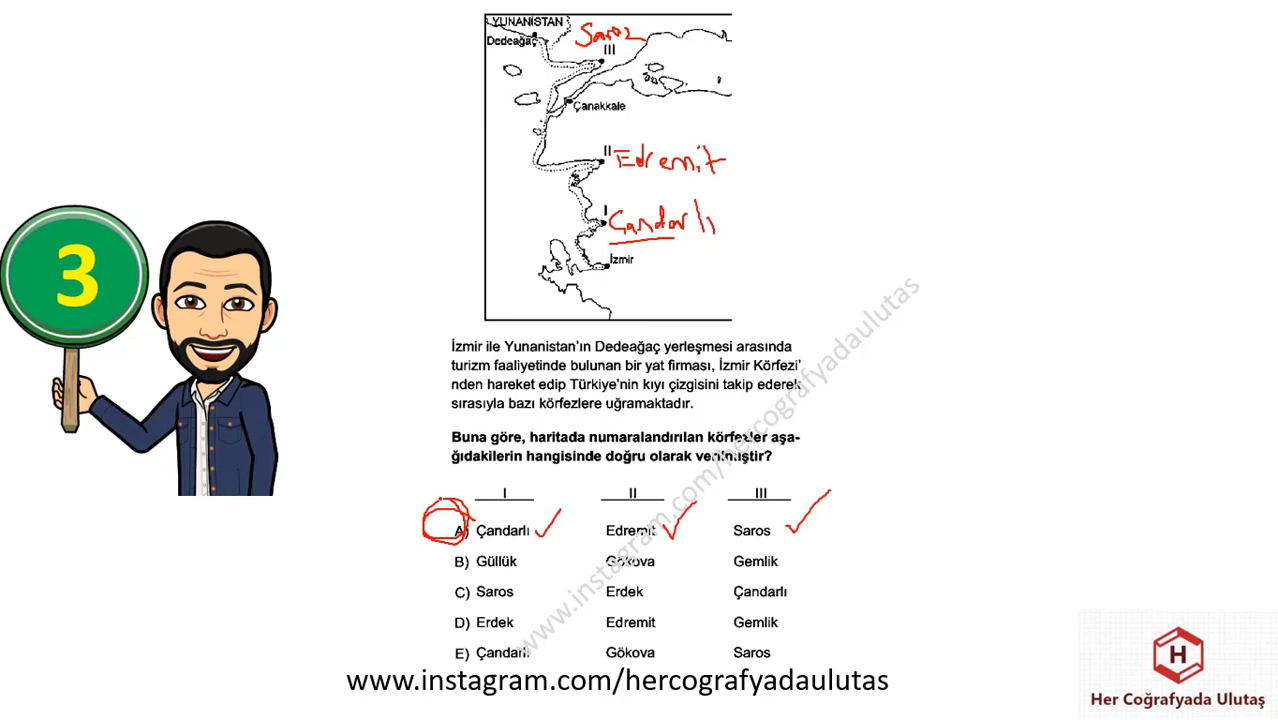 YUNANİSTAN
Dedeağaç
Saroz
III
Çanakkale
II Edremit
I Çandarlı
İzmir
3
İzmir ile Yunanistan'ın Dedeağaç yerleşmesi arasında
turizm faaliyetinde bulunan bir yat firması, İzmir Körfezi'
nden hareket edip Türkiye'nin kıyı çizgisini takip ederek
sırasıyla bazı körfezlere uğramaktadır.
Buna göre, haritada numaralandırılan körfezler aşa-
ğıdakilerin hangisinde doğru olarak verilmiştir?
I II III
A) Çandarlı Edremit Saros
B) Güllük Gökova Gemlik
C) Saros Erdek Çandarlı
D) Erdek Edremit Gemlik
E) Çandarlı Gökova Saros
www.instagram.com/hercografyadaulutas
www.instagram.com/hercografyadaulutas
H
Her Coğrafyada Ulutaş